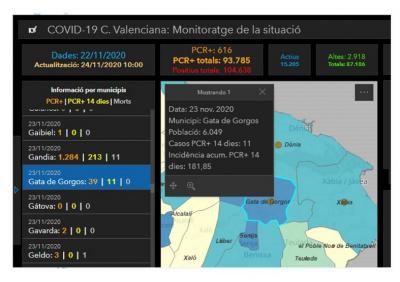 COVID-19 C. Valenciana: Monitoratge de la situació
Dades: 22/11/2020
Actualització: 24/11/2020 10:00
PCR+: 616
PCR+ totals: 93.785
Positius totals: 104.638
Actius
15.205
Altes: 2.918
Totals: 87.186
Informació per municipis
PCR+ | PCR+ 14 dies | Morts
23/11/2020
Gaibiel: 1 | 0 | 0
23/11/2020
Gandia: 1.284 | 213 | 11
23/11/2020
Gata de Gorgos: 39 | 11 | 0
23/11/2020
Gátova: 0 | 0 | 0
23/11/2020
Gavarda: 2 | 0 | 0
23/11/2020
Geldo: 3 | 0 | 1
Mostrando 1
Data: 23 nov. 2020
Municipi: Gata de Gorgos
Població: 6.049
Casos PCR+ 14 dies: 11
Incidència acum. PCR+ 14
dies: 181,85
Dénia
Dénia
Xàbia / Jávea
Gata de Gorgos
Xàbia
Alcalalí
Llíber
Senija
Xaló
Benissa
Teulada
el Poble Nou de Benitatxell